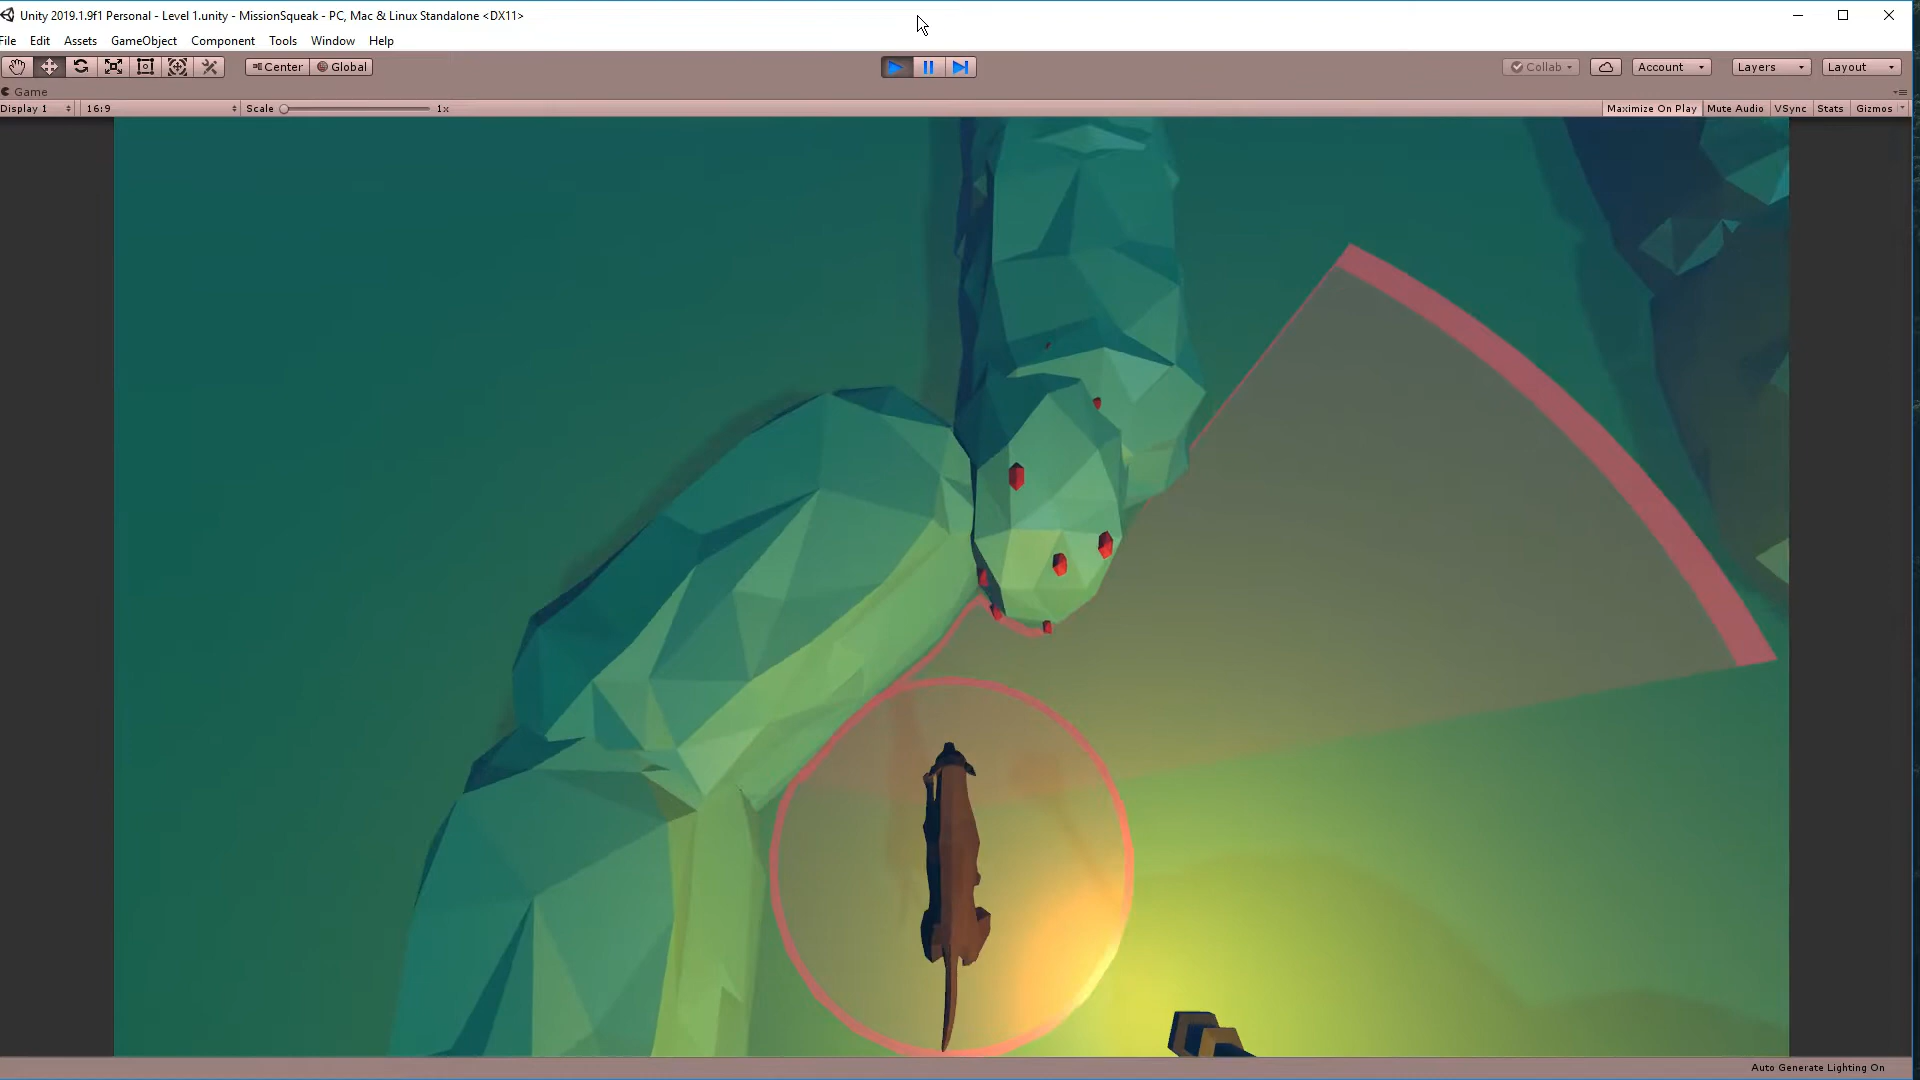 Unity 2019.1.9f1 Personal - Level 1.unity - MissionSqueak - PC, Mac & Linux Standalone <DX11>
File Edit Assets GameObject Component Tools Window Help
Center Global Collab Account Layers Layout
Game
Display 1 16:9 Scale 1x Maximize On Play Mute Audio VSync Stats Gizmos
Auto Generate Lighting On